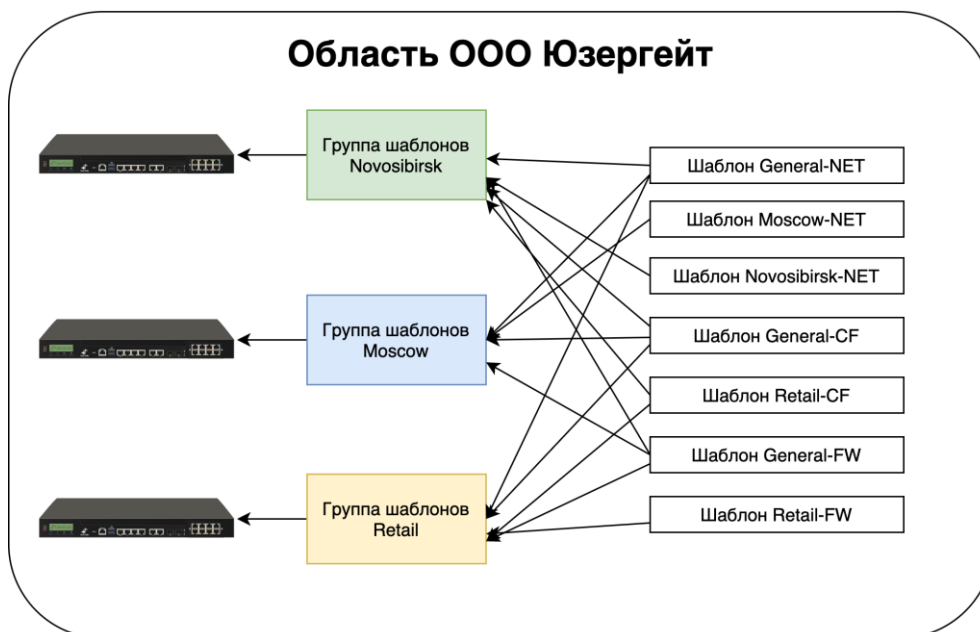 Область ООО Юзергейт
Группа шаблонов
Novosibirsk
Группа шаблонов
Moscow
Группа шаблонов
Retail
Шаблон General-NET
Шаблон Moscow-NET
Шаблон Novosibirsk-NET
Шаблон General-CF
Шаблон Retail-CF
Шаблон General-FW
Шаблон Retail-FW